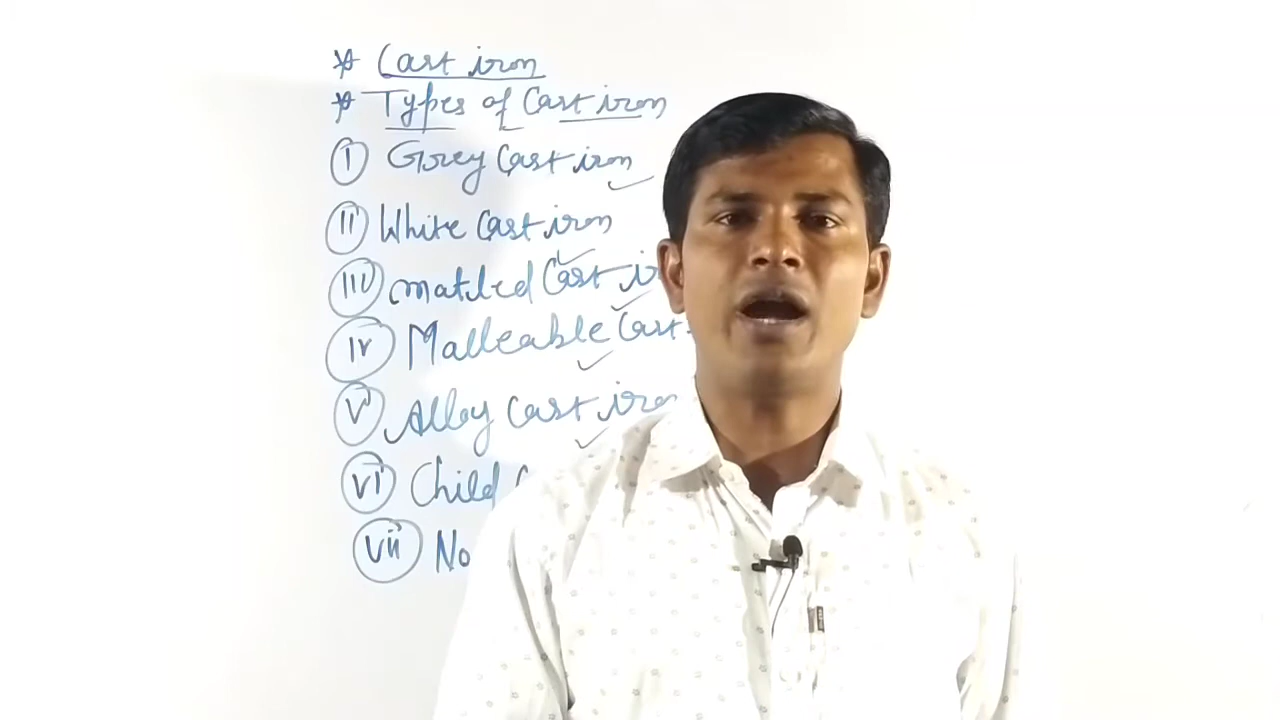 * Cast iron
* Types of Cast iron
I Grey Cast iron
II White Cast iron
III matled Cast ir
IV Malleable Cast
V Alloy Cast iron
VI Child C
VII No